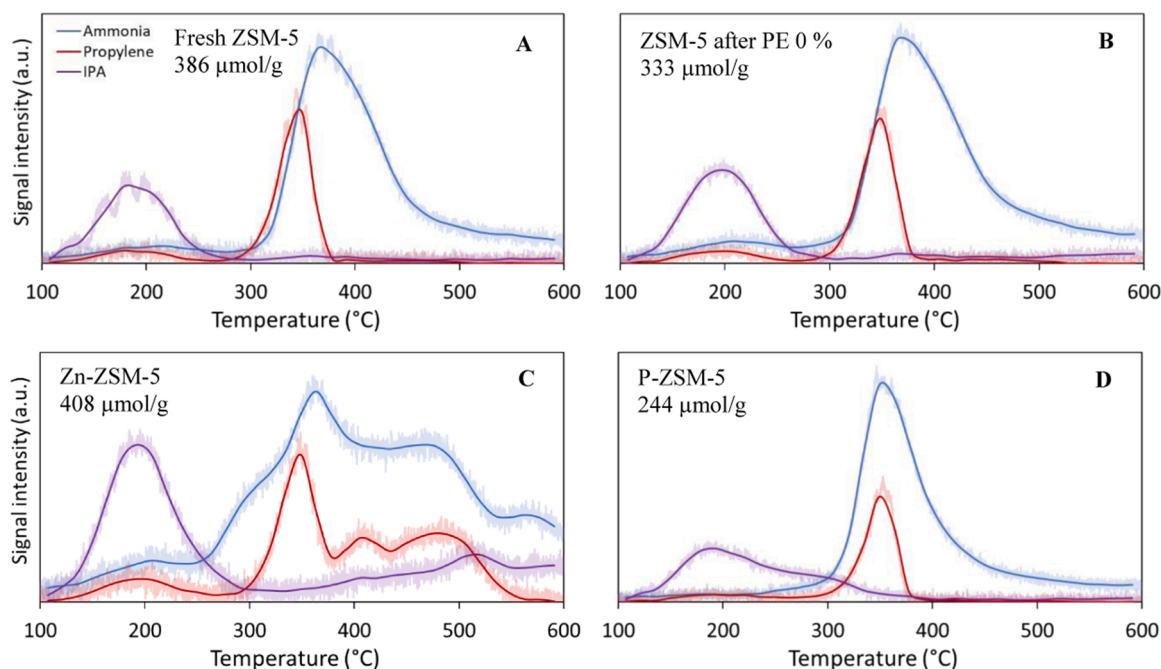 Ammonia
Propylene
IPA
Fresh ZSM-5
386 µmol/g
A
Signal intensity (a.u.)
100 200 300 400 500 600
Temperature (°C)
ZSM-5 after PE 0 %
333 µmol/g
B
100 200 300 400 500 600
Temperature (°C)
Zn-ZSM-5
408 µmol/g
C
Signal intensity (a.u.)
100 200 300 400 500 600
Temperature (°C)
P-ZSM-5
244 µmol/g
D
100 200 300 400 500 600
Temperature (°C)